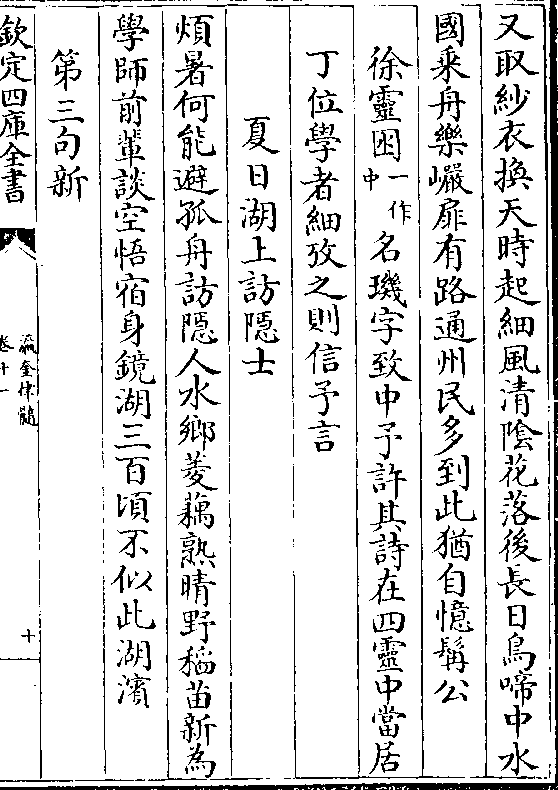 又取紗衣換天時起細風清陰花落後長日鳥啼中水
國乘舟樂巖扉有路通州民多到此猶自憶髯公
徐靈困一作中名璣字致中予許其詩在四靈中當居
丁位學者細攷之則信予言
夏日湖上訪隱士
煩暑何能避孤舟訪隱人水鄉菱藕熟晴野稻苗新為
學師前輩談空悟宿身鏡湖三百頃不似此湖濱
第三句新
欽定四庫全書
瀛奎律髓
卷十一
十